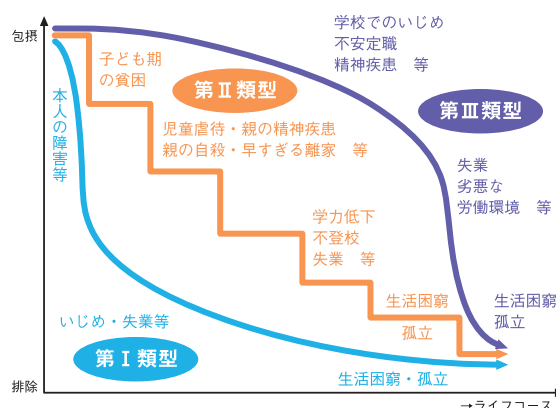 包摂
学校でのいじめ
不安定職
精神疾患　等
子ども期
の貧困
第Ⅱ類型
第Ⅲ類型
本人の障害等
児童虐待・親の精神疾患
親の自殺・早すぎる離家　等
失業
劣悪な
労働環境　等
学力低下
不登校
失業　等
生活困窮
孤立
生活困窮
孤立
いじめ・失業等
第Ⅰ類型
生活困窮・孤立
排除
→ライフコース